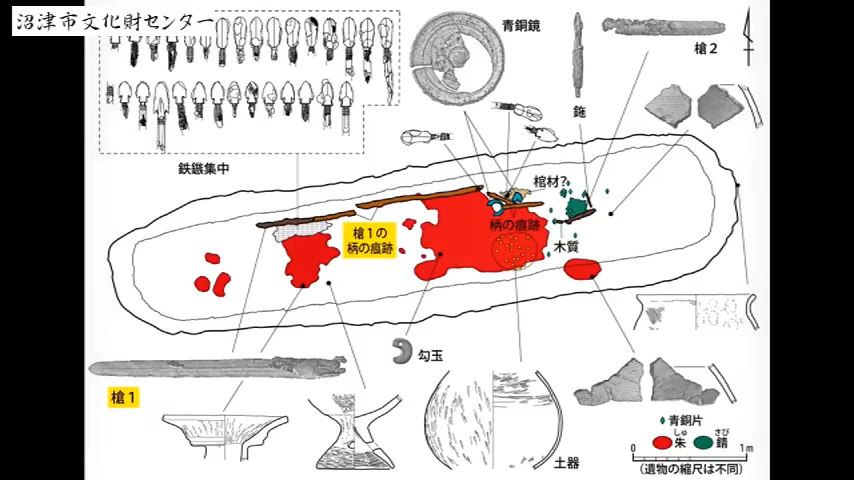 沼津市文化財センター
青銅鏡
槍2
鉇
鉄鏃集中
棺材?
槍1の
柄の痕跡
柄の痕跡
木質
勾玉
槍1
土器
青銅片
しゅ さび
朱 錆
0 1m
(遺物の縮尺は不同)